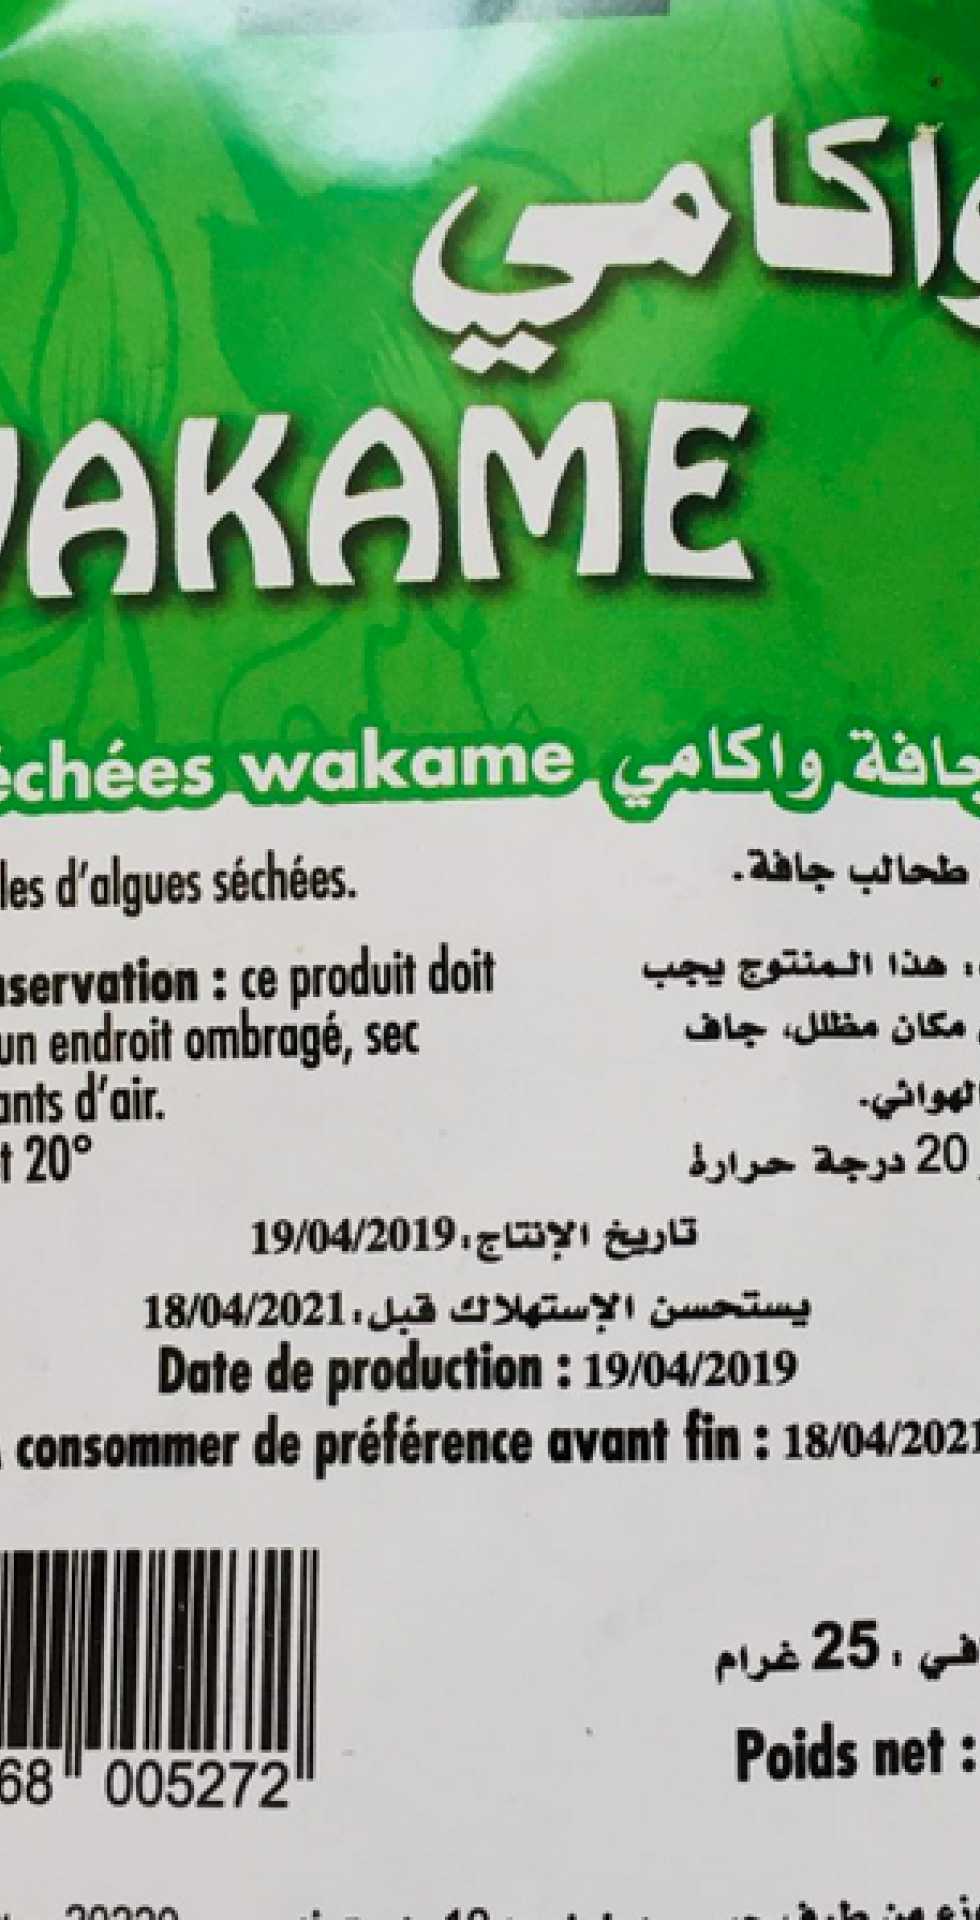 واكامي
WAKAME
échées wakame جافة واكامي
les d'algues séchées.
طحالب جافة.
nservation : ce produit doit
هذا المنتوج يجب
un endroit ombragé, sec
مكان مظلل، جاف
ants d'air.
الهوائي.
t 20°
20 درجة حرارة
تاريخ الإنتاج: 19/04/2019
يستحسن الإستهلاك قبل: 18/04/2021
Date de production : 19/04/2019
consommer de préférence avant fin : 18/04/2021
في : 25 غرام
Poids net :
68 005272